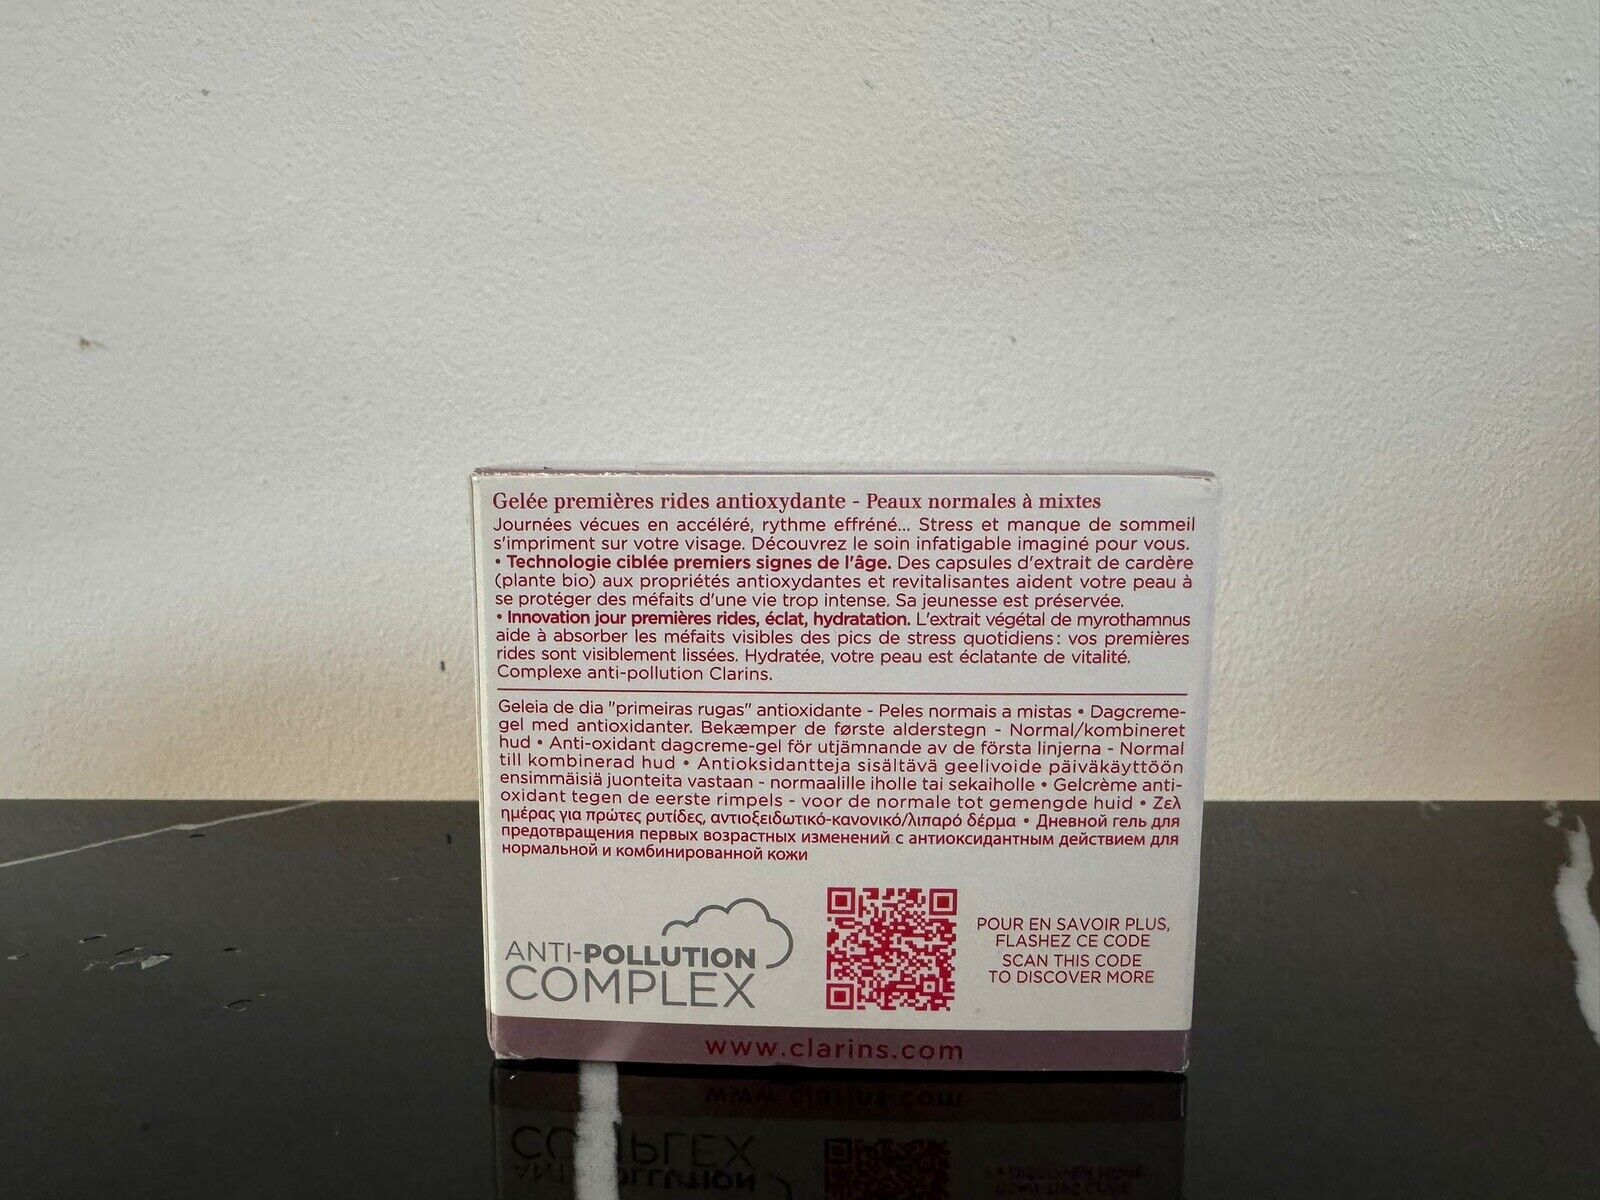 Gelée premières rides antioxydante - Peaux normales à mixtes
Journées vécues en accéléré, rythme effréné... Stress et manque de sommeil
s'impriment sur votre visage. Découvrez le soin infatigable imaginé pour vous.
• Technologie ciblée premiers signes de l'âge. Des capsules d'extrait de cardère
(plante bio) aux propriétés antioxydantes et revitalisantes aident votre peau à
se protéger des méfaits d'une vie trop intense. Sa jeunesse est préservée.
• Innovation jour premières rides, éclat, hydratation. L'extrait végétal de myrothamnus
aide à absorber les méfaits visibles des pics de stress quotidiens : vos premières
rides sont visiblement lissées. Hydratée, votre peau est éclatante de vitalité.
Complexe anti-pollution Clarins.
Geleia de dia "primeiras rugas" antioxidante - Peles normais a mistas • Dagcreme-
gel med antioxidanter. Bekæmper de første alderstegn - Normal/kombineret
hud • Anti-oxidant dagcreme-gel för utjämnande av de första linjerna - Normal
till kombinerad hud • Antioksidantteja sisältävä geelivoide päiväkäyttöön
ensimmäisiä juonteita vastaan - normaalille iholle tai sekaiholle • Gelcrème anti-
oxidant tegen de eerste rimpels - voor de normale tot gemengde huid • Ζελ
ημέρας για πρώτες ρυτίδες, αντιοξειδωτικό-κανονικό/λιπαρό δέρμα • Дневной гель для
предотвращения первых возрастных изменений с антиоксидантным действием для
нормальной и комбинированной кожи
ANTI-POLLUTION
COMPLEX
POUR EN SAVOIR PLUS,
FLASHEZ CE CODE
SCAN THIS CODE
TO DISCOVER MORE
www.clarins.com